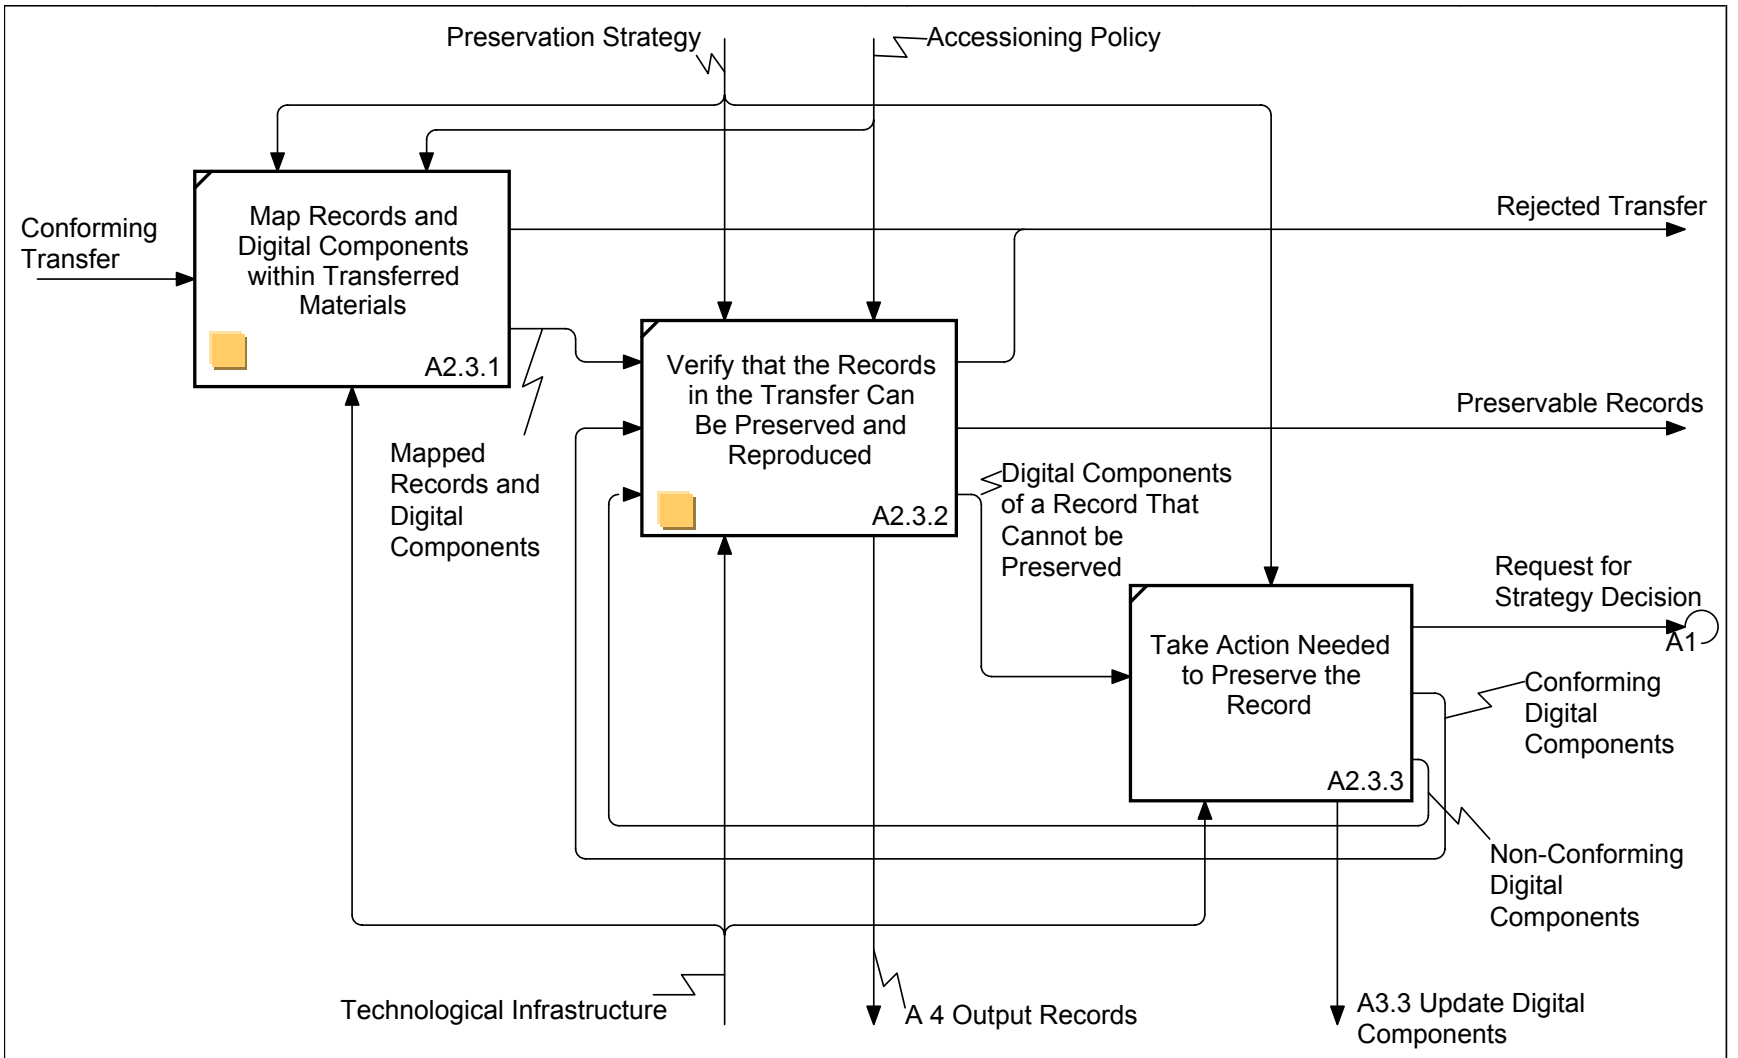 Preservation Strategy
Accessioning Policy
Conforming
Transfer
Map Records and
Digital Components
within Transferred
Materials
A2.3.1
Rejected Transfer
Mapped
Records and
Digital
Components
Verify that the Records
in the Transfer Can
Be Preserved and
Reproduced
A2.3.2
Preservable Records
Digital Components
of a Record That
Cannot be
Preserved
Request for
Strategy Decision
A1
Take Action Needed
to Preserve the
Record
A2.3.3
Conforming
Digital
Components
Non-Conforming
Digital
Components
Technological Infrastructure
A 4 Output Records
A3.3 Update Digital
Components